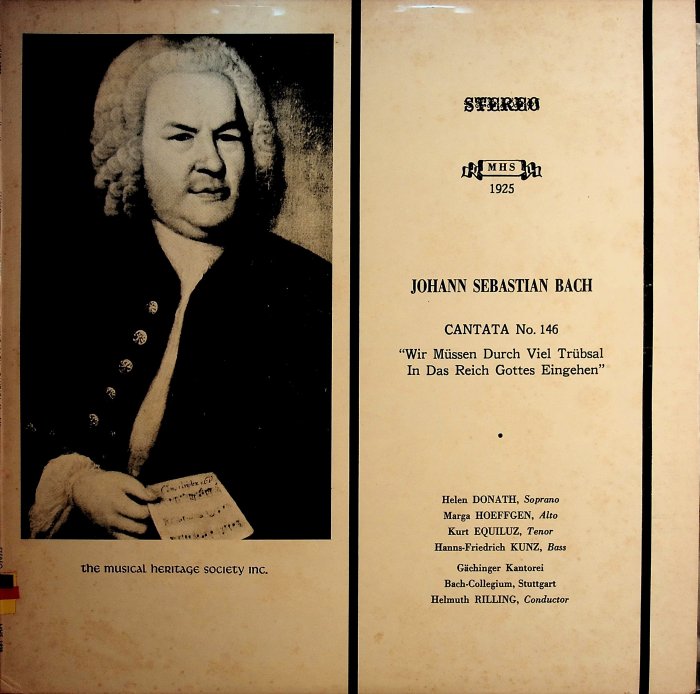 STEREO
MHS
1925
JOHANN SEBASTIAN BACH
CANTATA No. 146
“Wir Müssen Durch Viel Trübsal
In Das Reich Gottes Eingehen”
Helen DONATH, Soprano
Marga HOEFFGEN, Alto
Kurt EQUILUZ, Tenor
Hanns-Friedrich KUNZ, Bass
Gächinger Kantorei
Bach-Collegium, Stuttgart
Helmuth RILLING, Conductor
the musical heritage society inc.